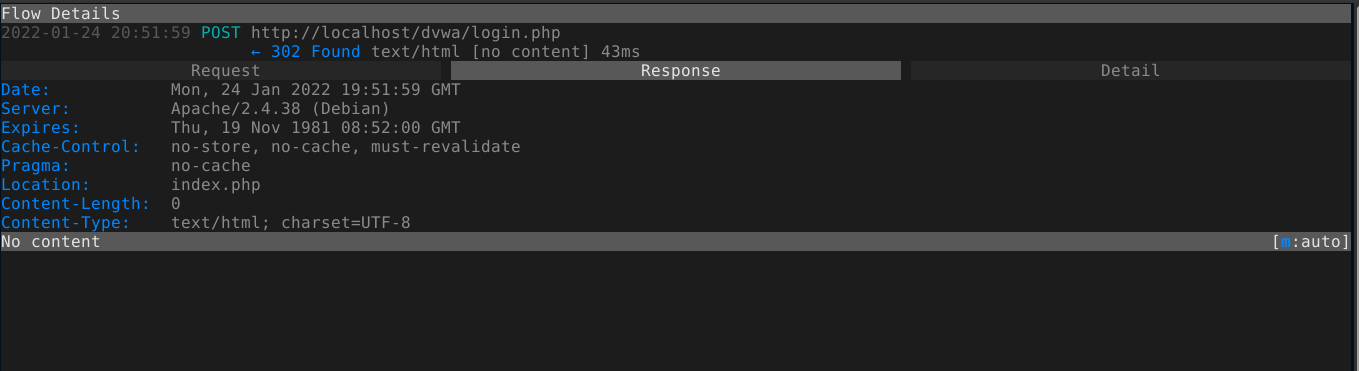 Flow Details
2022-01-24 20:51:59 POST http://localhost/dvwa/login.php
← 302 Found text/html [no content] 43ms
Request Response Detail
Date: Mon, 24 Jan 2022 19:51:59 GMT
Server: Apache/2.4.38 (Debian)
Expires: Thu, 19 Nov 1981 08:52:00 GMT
Cache-Control: no-store, no-cache, must-revalidate
Pragma: no-cache
Location: index.php
Content-Length: 0
Content-Type: text/html; charset=UTF-8
No content [m:auto]